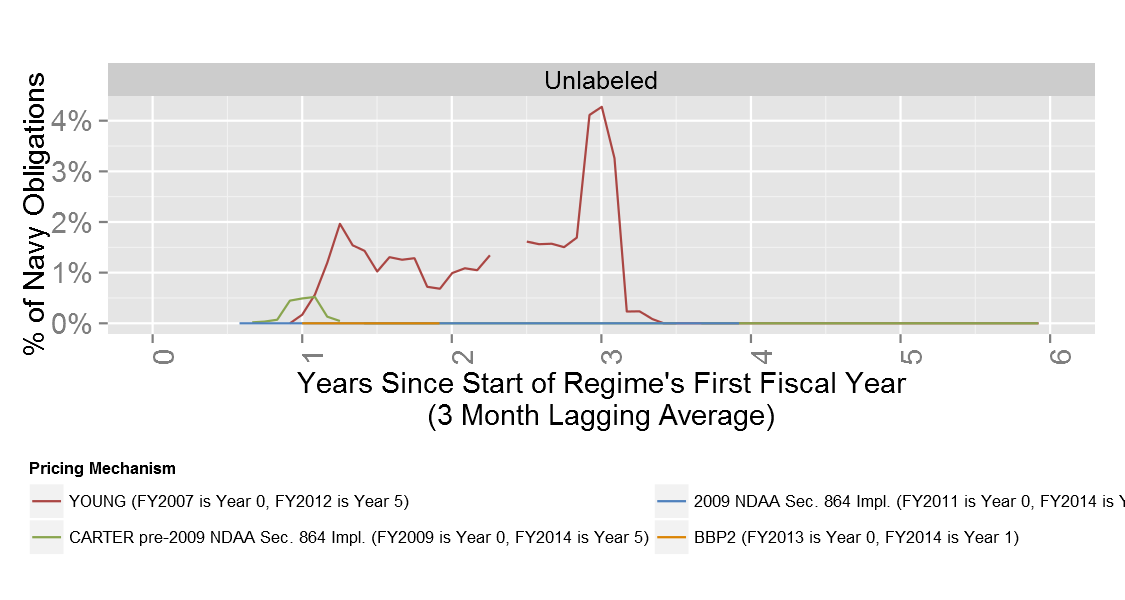 Unlabeled
% of Navy Obligations
4%
3%
2%
1%
0%
0 1 2 3 4 5 6
Years Since Start of Regime's First Fiscal Year
(3 Month Lagging Average)
Pricing Mechanism
YOUNG (FY2007 is Year 0, FY2012 is Year 5)
2009 NDAA Sec. 864 Impl. (FY2011 is Year 0, FY2014 is Y
CARTER pre-2009 NDAA Sec. 864 Impl. (FY2009 is Year 0, FY2014 is Year 5)
BBP2 (FY2013 is Year 0, FY2014 is Year 1)